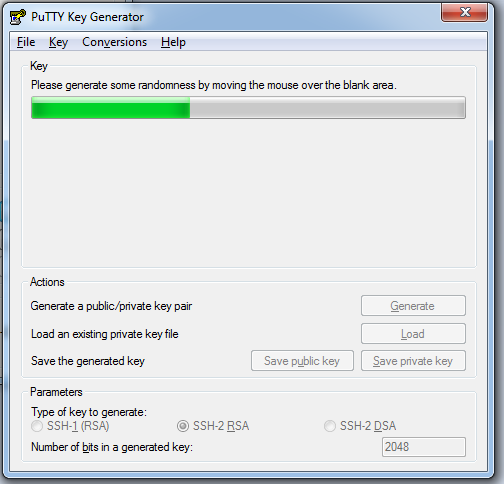 PuTTY Key Generator
File Key Conversions Help
Key
Please generate some randomness by moving the mouse over the blank area.
Actions
Generate a public/private key pair
Generate
Load an existing private key file
Load
Save the generated key
Save public key
Save private key
Parameters
Type of key to generate:
SSH-1 (RSA)
SSH-2 RSA
SSH-2 DSA
Number of bits in a generated key:
2048